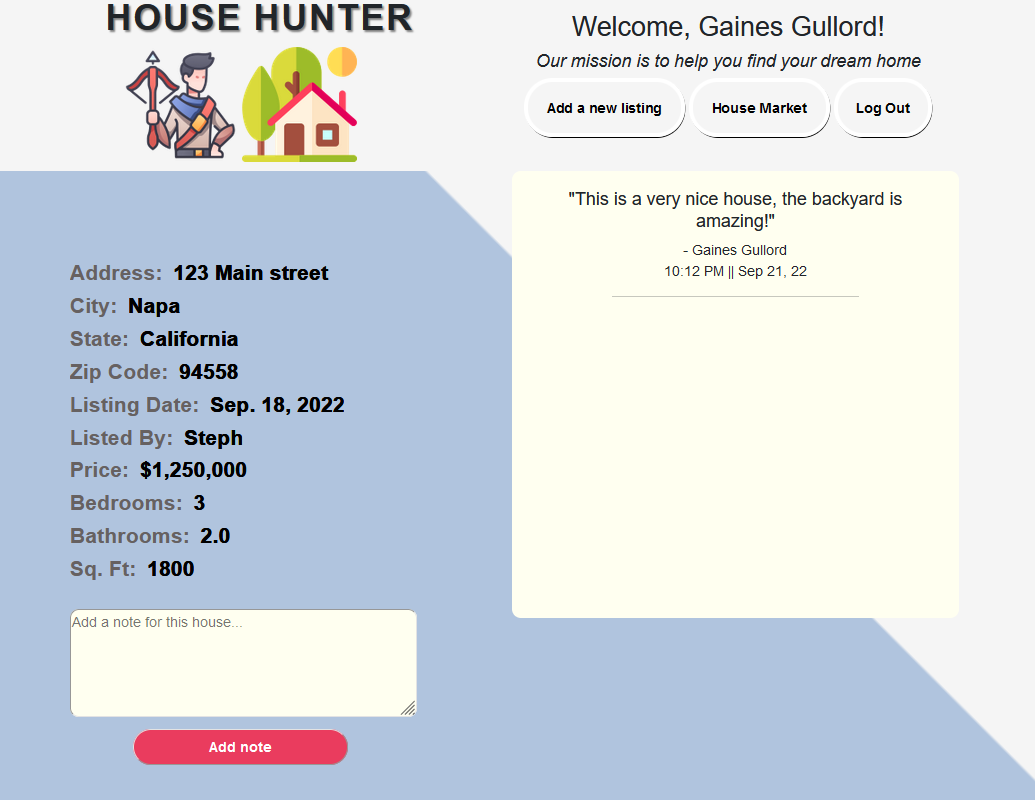 HOUSE HUNTER
Welcome, Gaines Gullord!
Our mission is to help you find your dream home
Add a new listing
House Market
Log Out
Address: 123 Main street
City: Napa
State: California
Zip Code: 94558
Listing Date: Sep. 18, 2022
Listed By: Steph
Price: $1,250,000
Bedrooms: 3
Bathrooms: 2.0
Sq. Ft: 1800
Add a note for this house...
Add note
"This is a very nice house, the backyard is
amazing!"
- Gaines Gullord
10:12 PM || Sep 21, 22